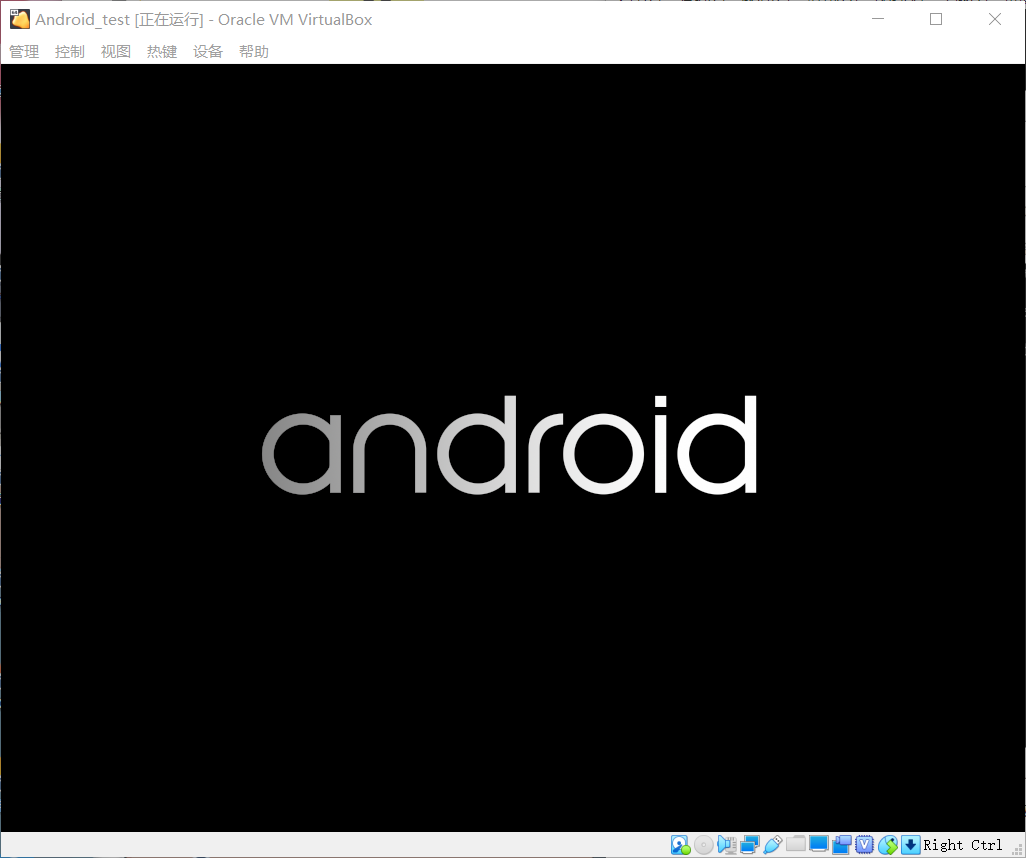 Android_test [正在运行] - Oracle VM VirtualBox
管理 控制 视图 热键 设备 帮助
android
Right Ctrl